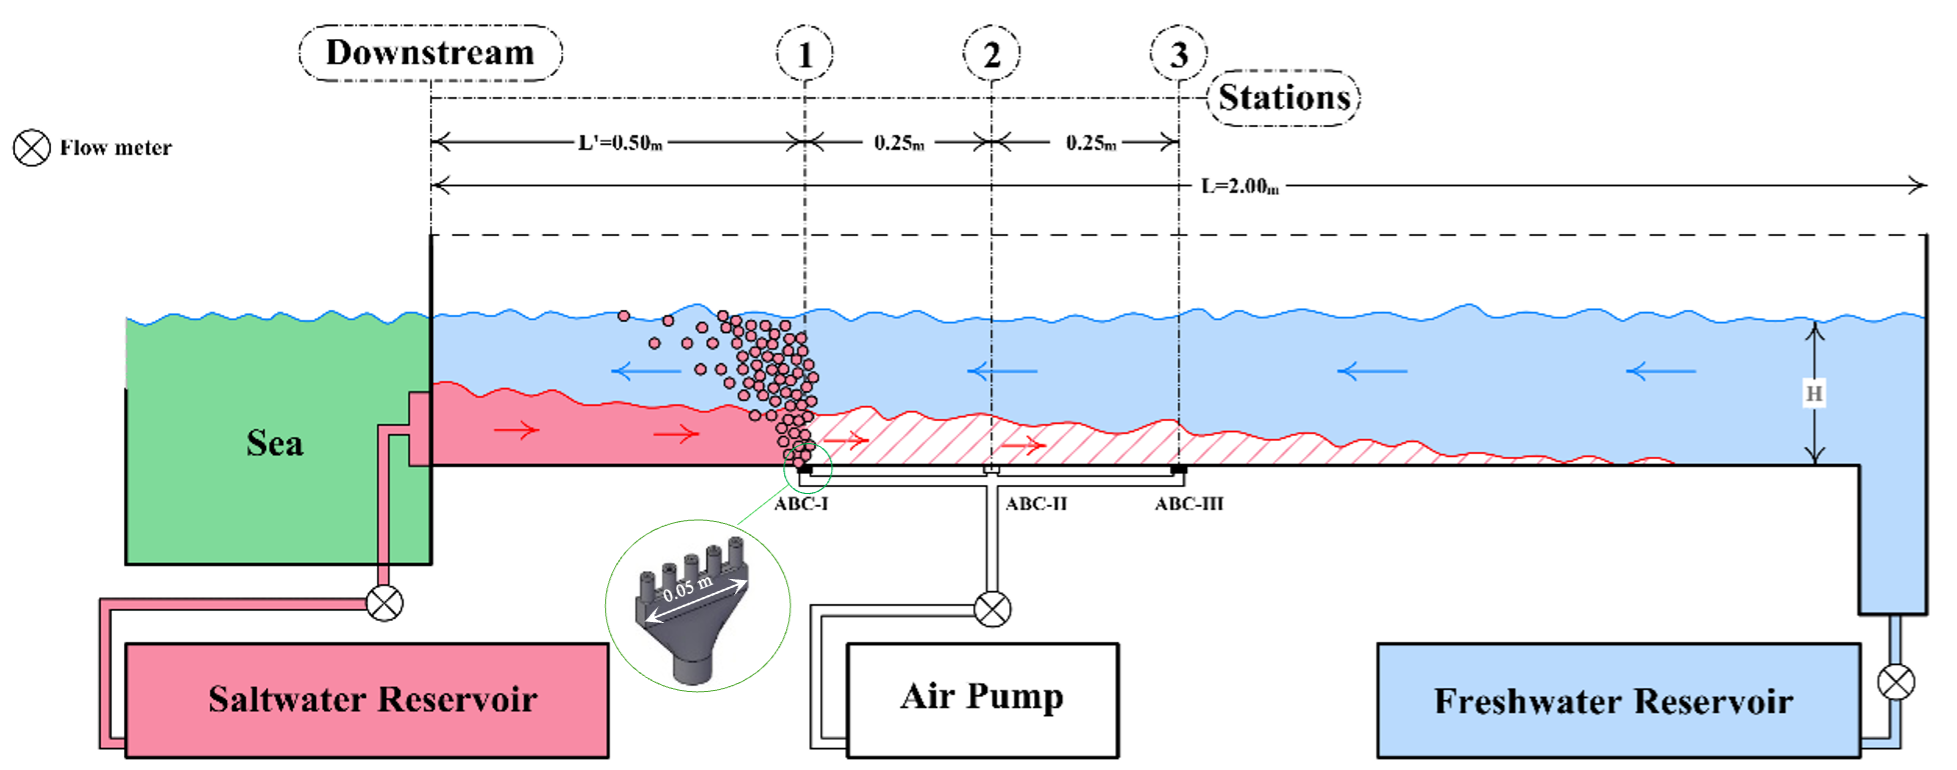 Downstream
1
2
3
Stations
Flow meter
L'=0.50m
0.25m
0.25m
L=2.00m
H
Sea
ABC-I
ABC-II
ABC-III
0.05 m
Saltwater Reservoir
Air Pump
Freshwater Reservoir